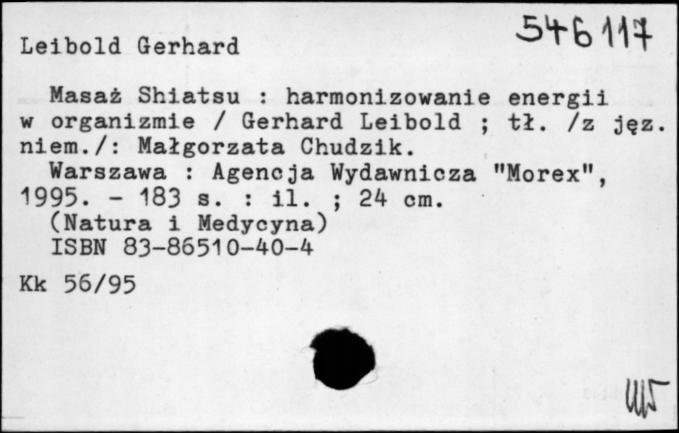 546117
Leibold Gerhard
Masaż Shiatsu : harmonizowanie energii
w organizmie / Gerhard Leibold ; tł. /z jęz.
niem./: Małgorzata Chudzik.
Warszawa : Agencja Wydawnicza "Morex",
1995. - 183 s. : il. ; 24 cm.
(Natura i Medycyna)
ISBN 83-86510-40-4
Kk 56/95